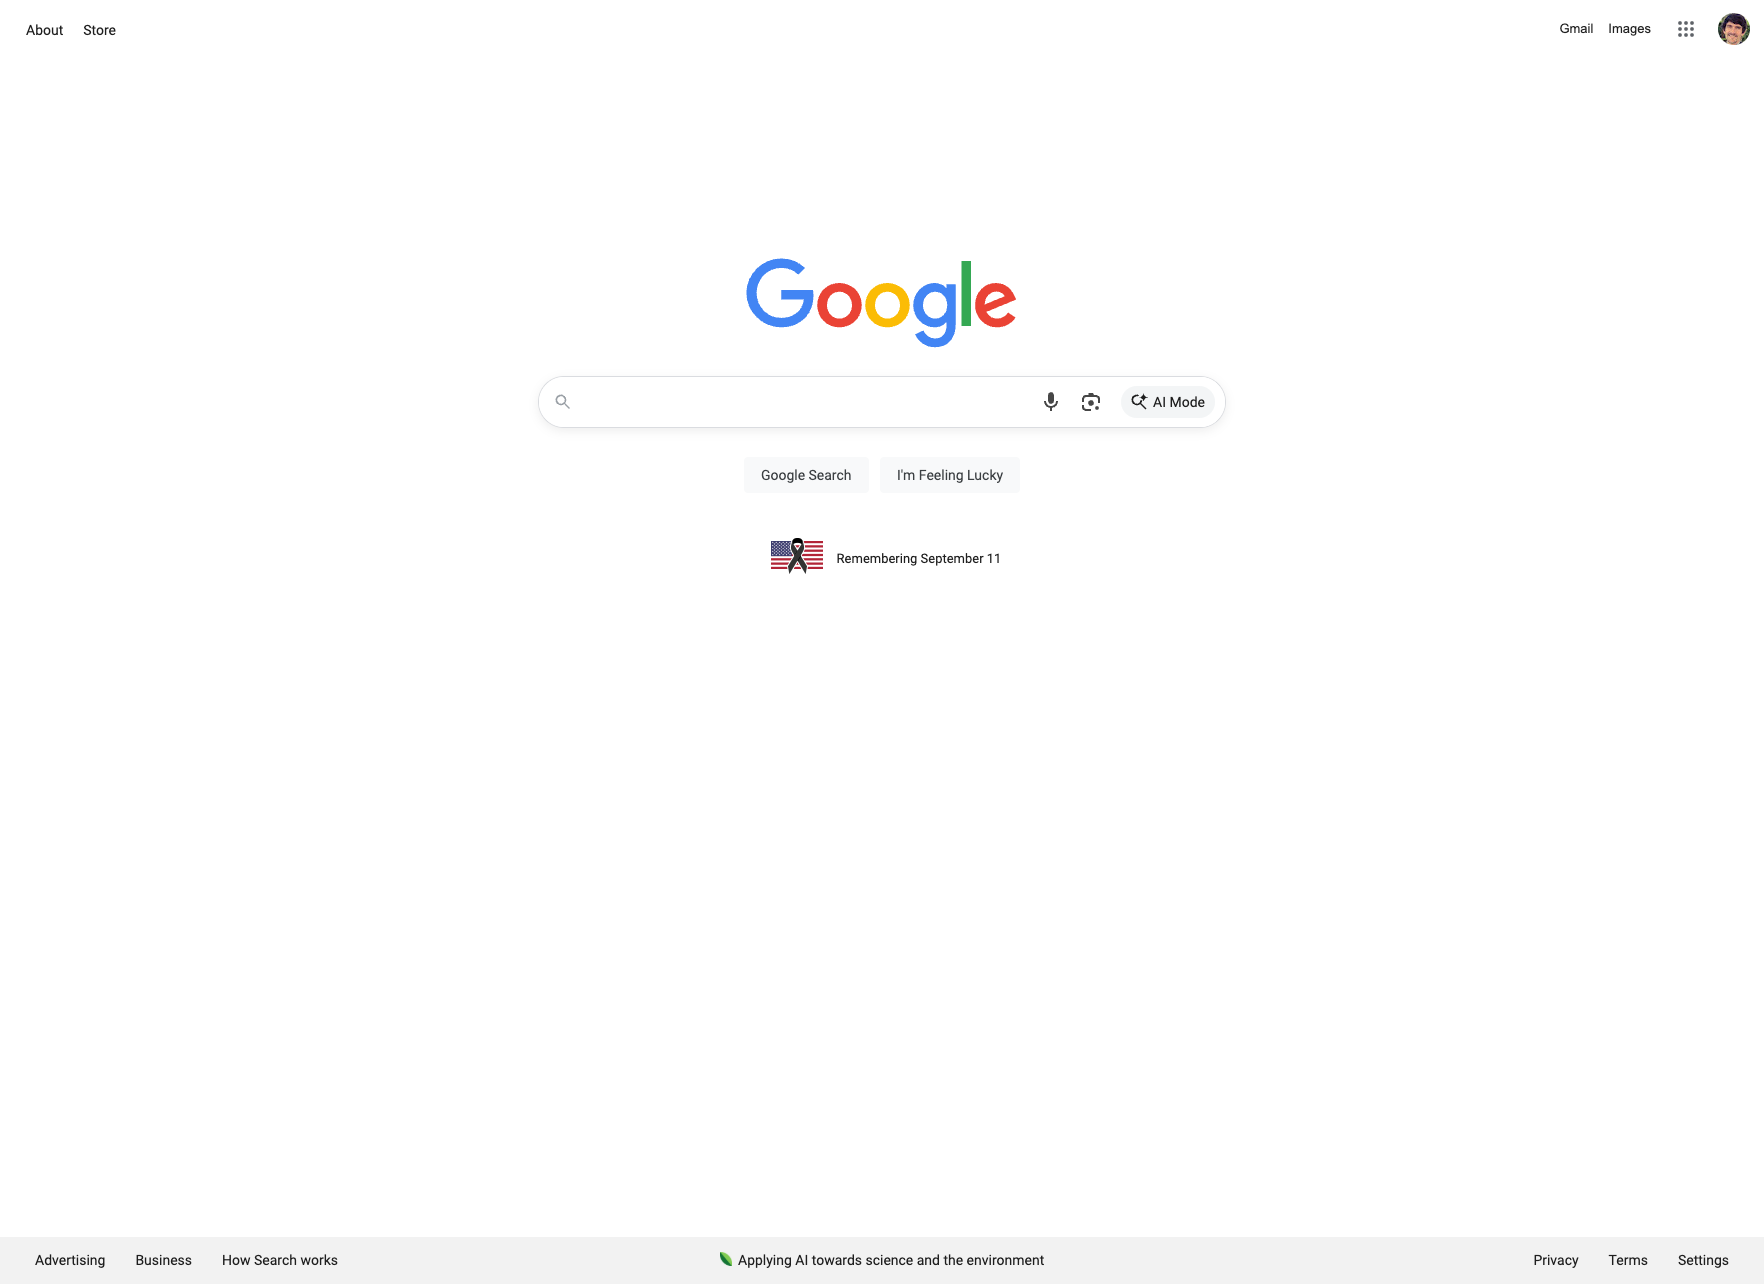 About Store
Gmail Images
Google
AI Mode
Google Search I'm Feeling Lucky
Remembering September 11
Advertising Business How Search works
Applying AI towards science and the environment
Privacy Terms Settings